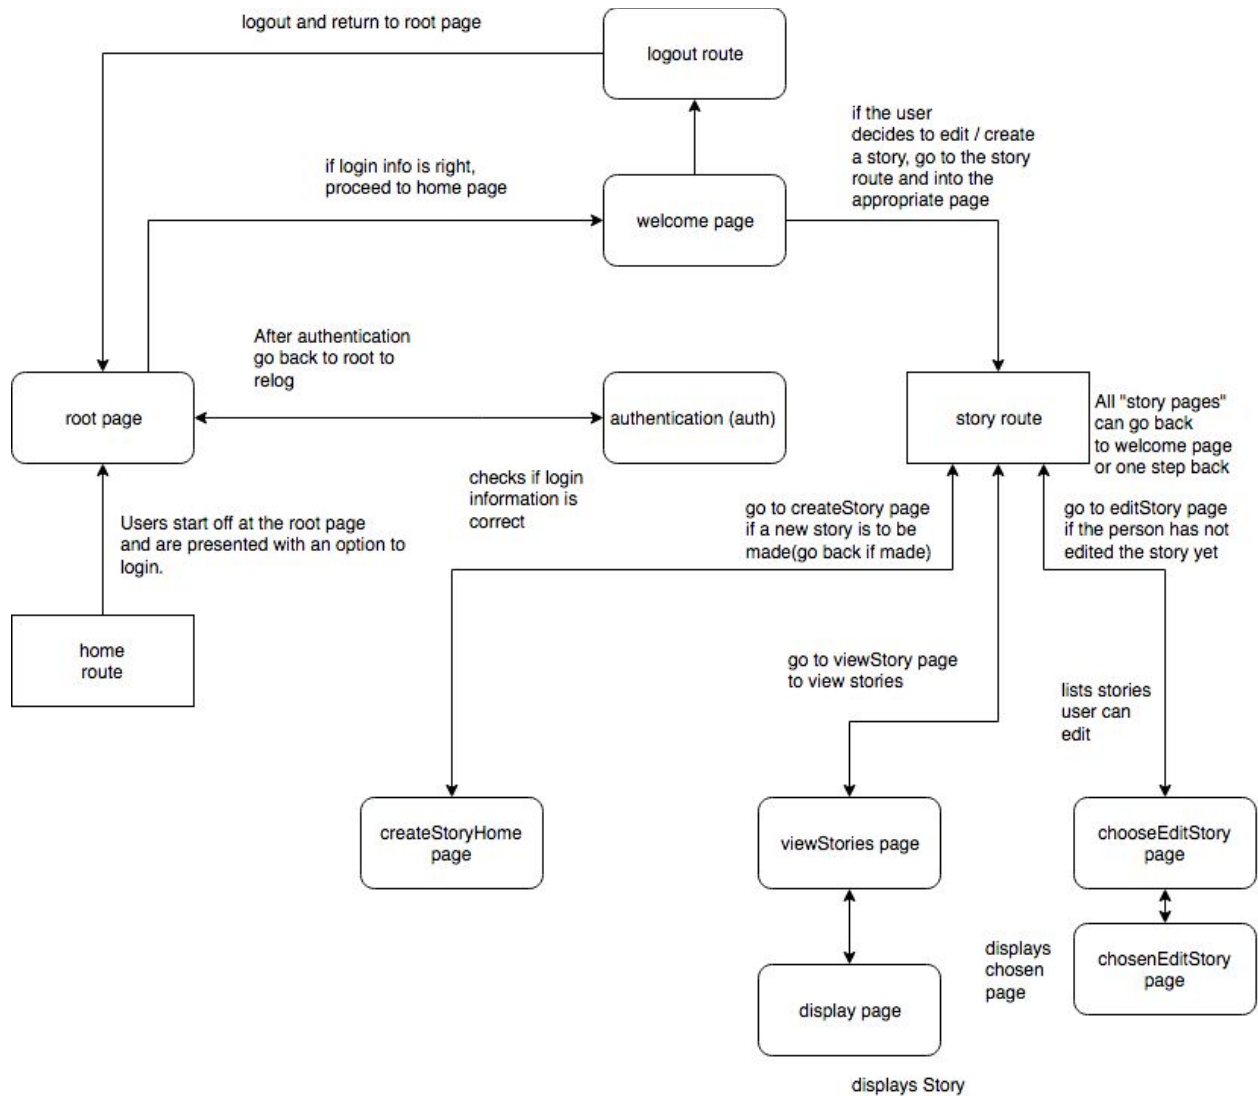 logout and return to root page
logout route
if the user
decides to edit / create
a story, go to the story
route and into the
appropriate page
if login info is right,
proceed to home page
welcome page
After authentication
go back to root to
relog
root page
authentication (auth)
story route
All "story pages"
can go back
to welcome page
or one step back
checks if login
information is
correct
go to createStory page
if a new story is to be
made(go back if made)
go to editStory page
if the person has not
edited the story yet
Users start off at the root page
and are presented with an option to
login.
home
route
go to viewStory page
to view stories
lists stories
user can
edit
createStoryHome
page
viewStories page
chooseEditStory
page
displays
chosen
page
chosenEditStory
page
display page
displays Story